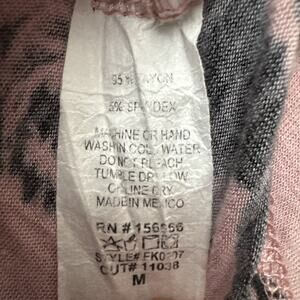 95% RAYON
5% SPANDEX
MACHINE OR HAND
WASH IN COLD WATER
DO NOT BLEACH
TUMBLE DRY LOW
OR LINE DRY
MADE IN MEXICO
RN # 156656
CUT# 11038
M